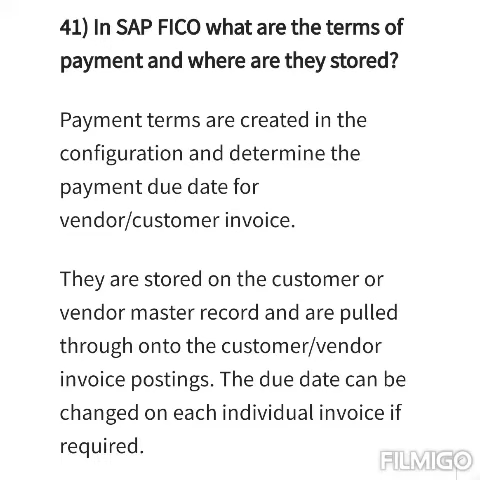 41) In SAP FICO what are the terms of
payment and where are they stored?
Payment terms are created in the
configuration and determine the
payment due date for
vendor/customer invoice.
They are stored on the customer or
vendor master record and are pulled
through onto the customer/vendor
invoice postings. The due date can be
changed on each individual invoice if
required.
FILMIGO